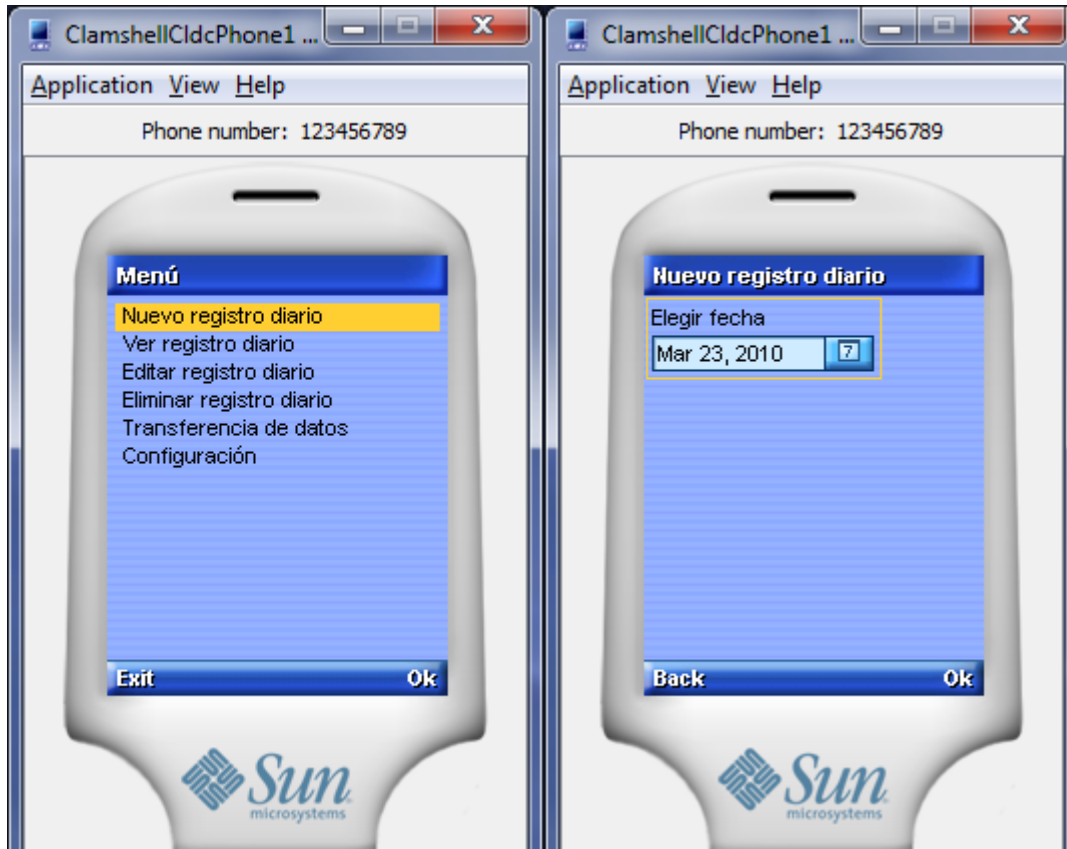 ClamshellCldcPhone1 ...
Application View Help
Phone number: 123456789
Menú
Nuevo registro diario
Ver registro diario
Editar registro diario
Eliminar registro diario
Transferencia de datos
Configuración
Exit Ok
Sun
microsystems
ClamshellCldcPhone1 ...
Application View Help
Phone number: 123456789
Nuevo registro diario
Elegir fecha
Mar 23, 2010 7
Back Ok
Sun
microsystems